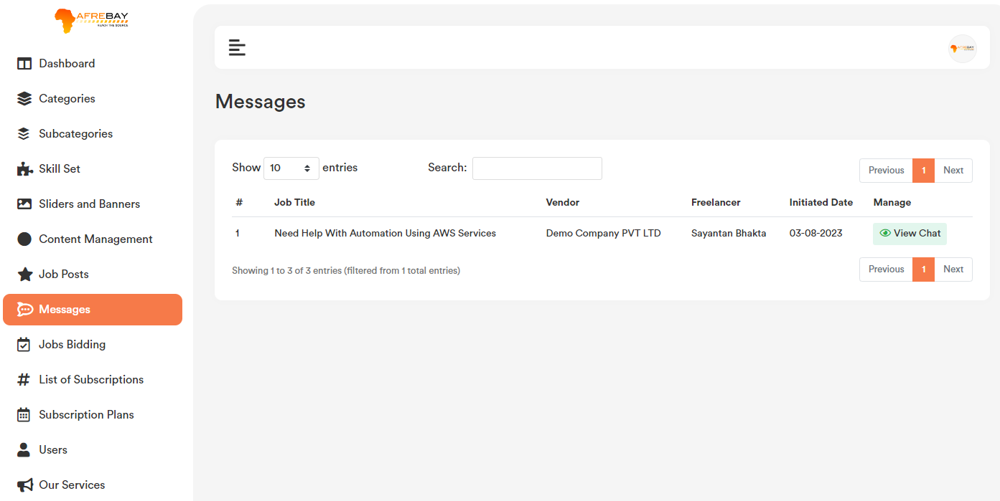 AFREBAY
REACH THE SOURCE
Dashboard
Categories
Subcategories
Skill Set
Sliders and Banners
Content Management
Job Posts
Messages
Jobs Bidding
List of Subscriptions
Subscription Plans
Users
Our Services
AFREBAY
Messages
Show 10 entries Search: Previous 1 Next
# Job Title Vendor Freelancer Initiated Date Manage
1 Need Help With Automation Using AWS Services Demo Company PVT LTD Sayantan Bhakta 03-08-2023 View Chat
Showing 1 to 3 of 3 entries (filtered from 1 total entries) Previous 1 Next